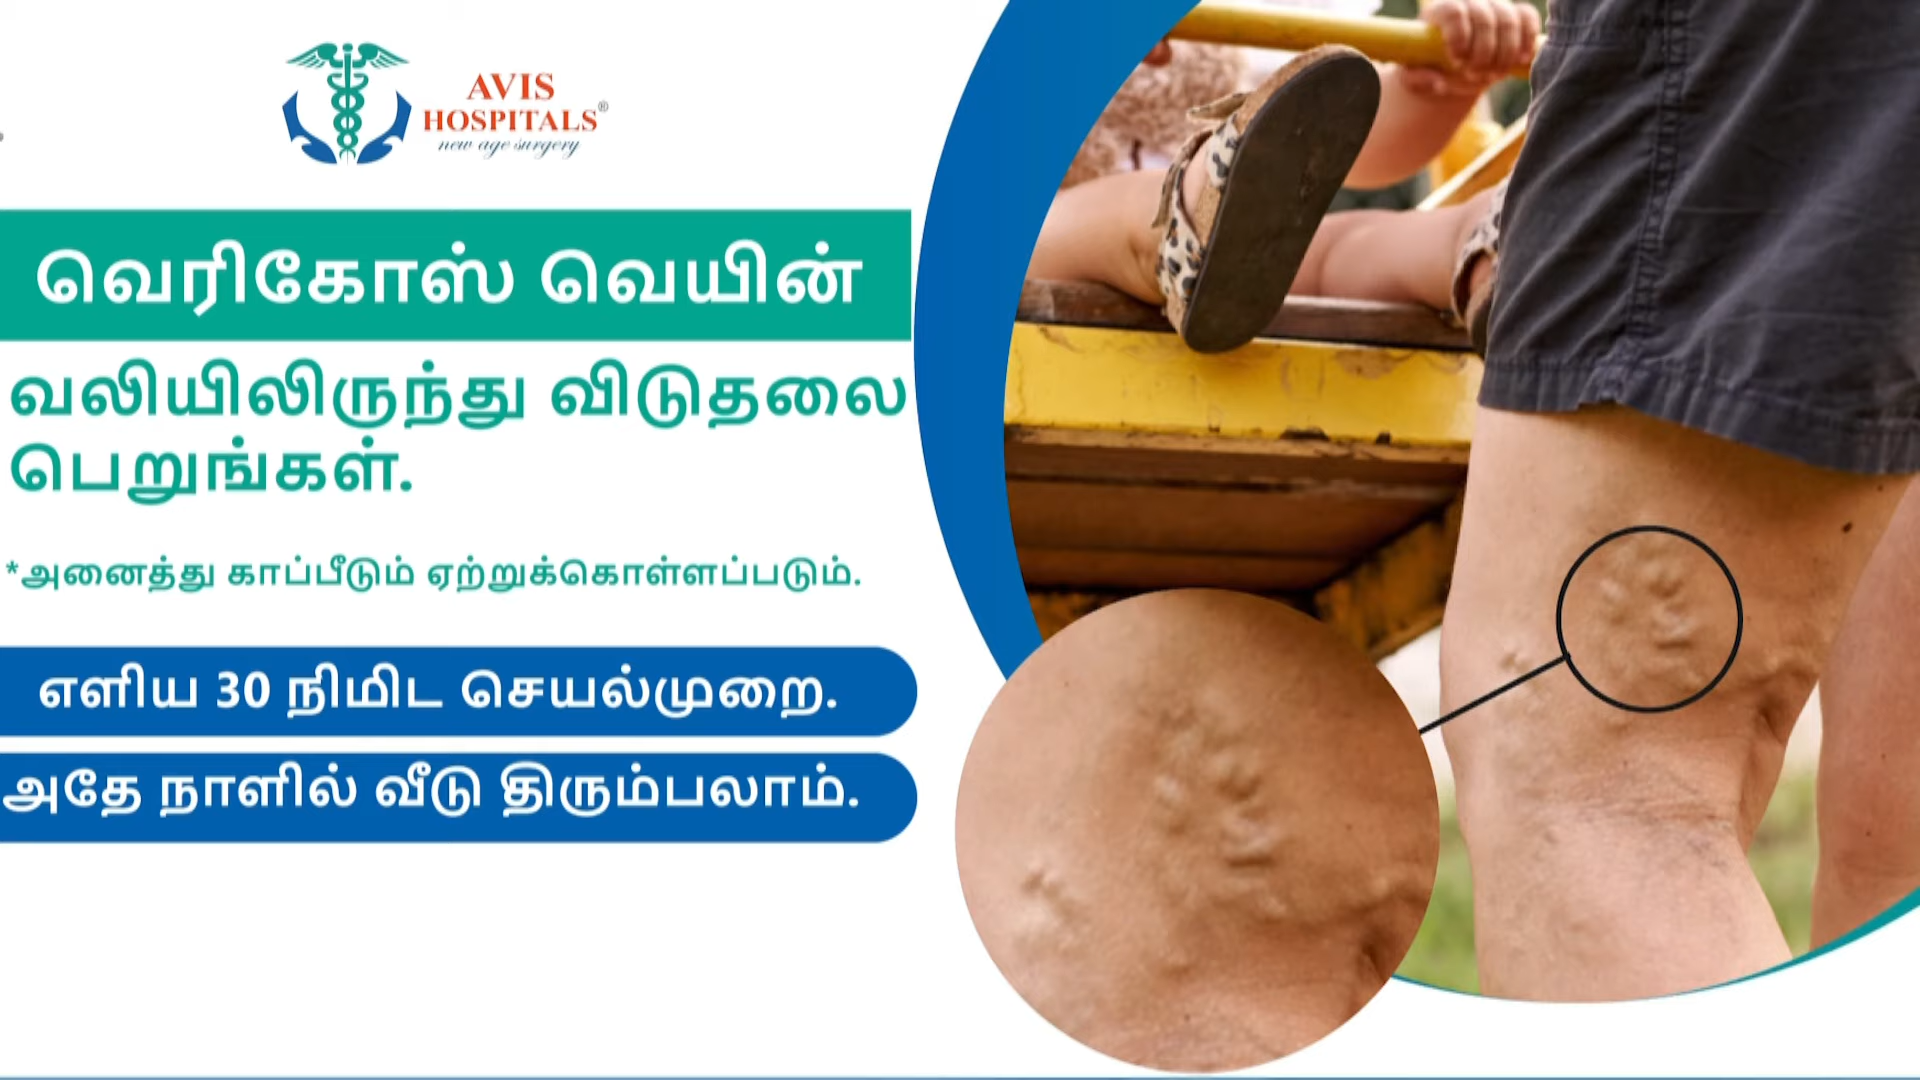 AVIS
HOSPITALS®
new age surgery
வெரிகோஸ் வெயின்
வலியிலிருந்து விடுதலை
பெறுங்கள்.
*அனைத்து காப்பீடும் ஏற்றுக்கொள்ளப்படும்.
எளிய 30 நிமிட செயல்முறை.
அதே நாளில் வீடு திரும்பலாம்.